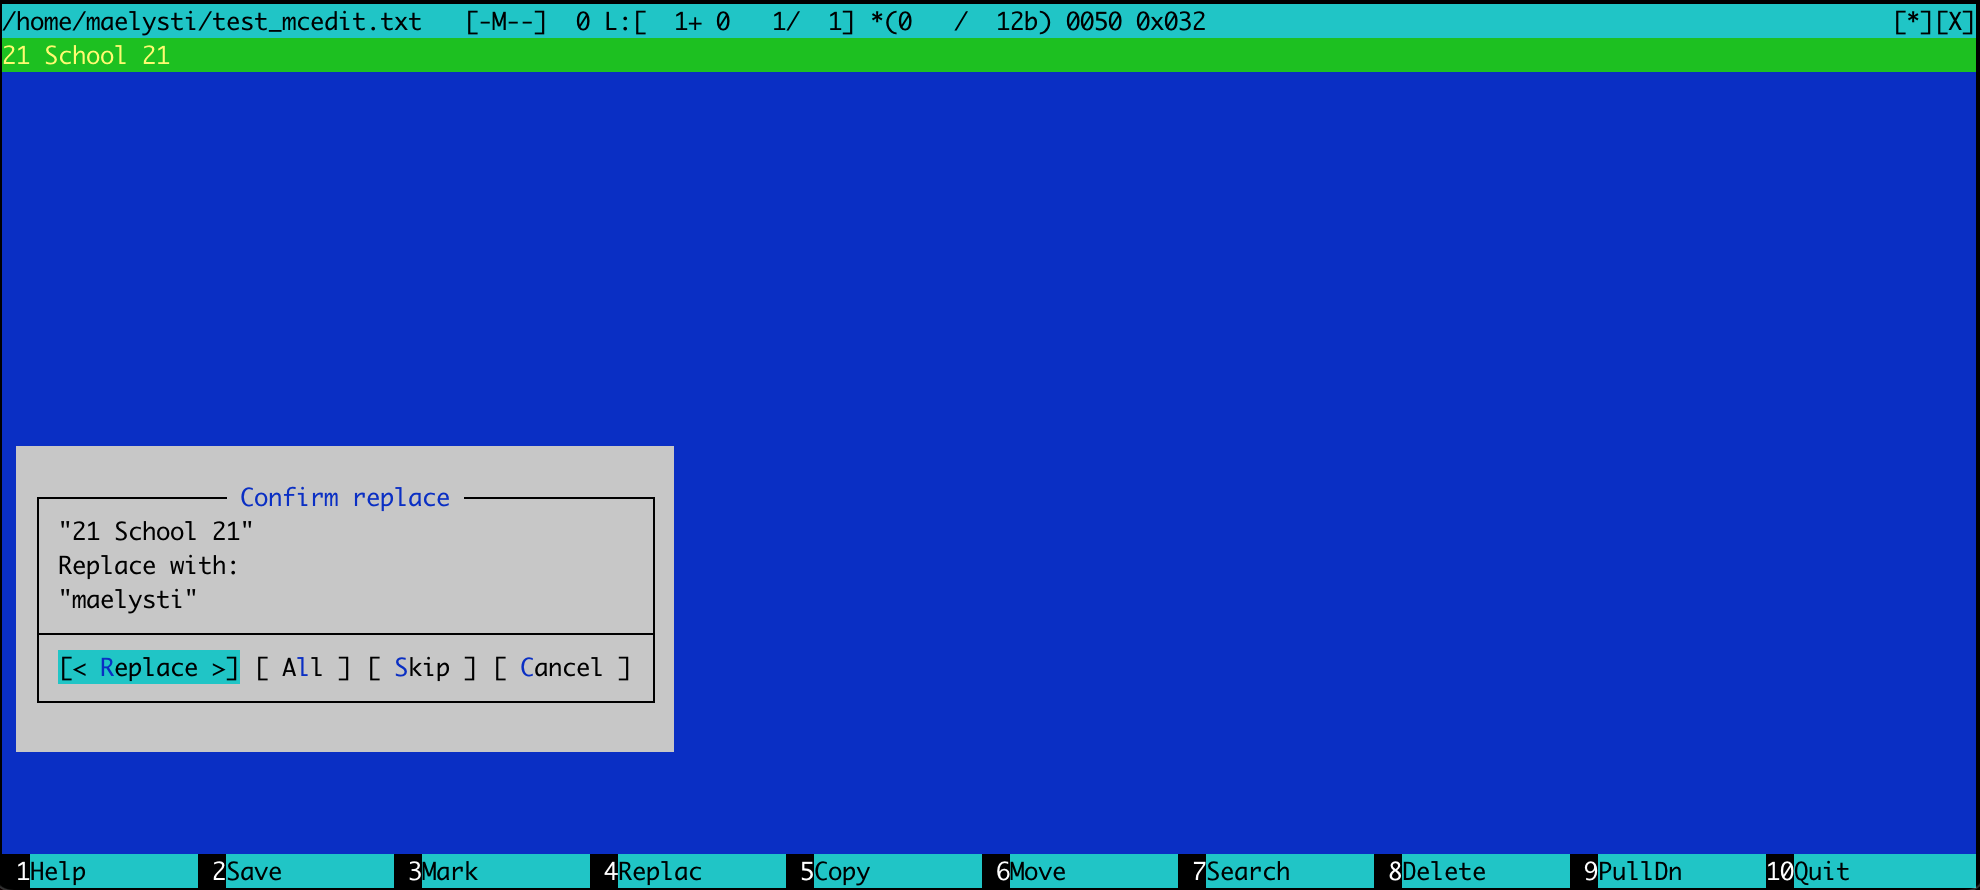 /home/maelysti/test_mcedit.txt   [-M--]  0 L:[  1+ 0   1/  1] *(0   /  12b) 0050 0x032 [*][X]
21 School 21
Confirm replace
"21 School 21"
Replace with:
"maelysti"
[< Replace >] [ All ] [ Skip ] [ Cancel ]
1Help 2Save 3Mark 4Replac 5Copy 6Move 7Search 8Delete 9PullDn 10Quit